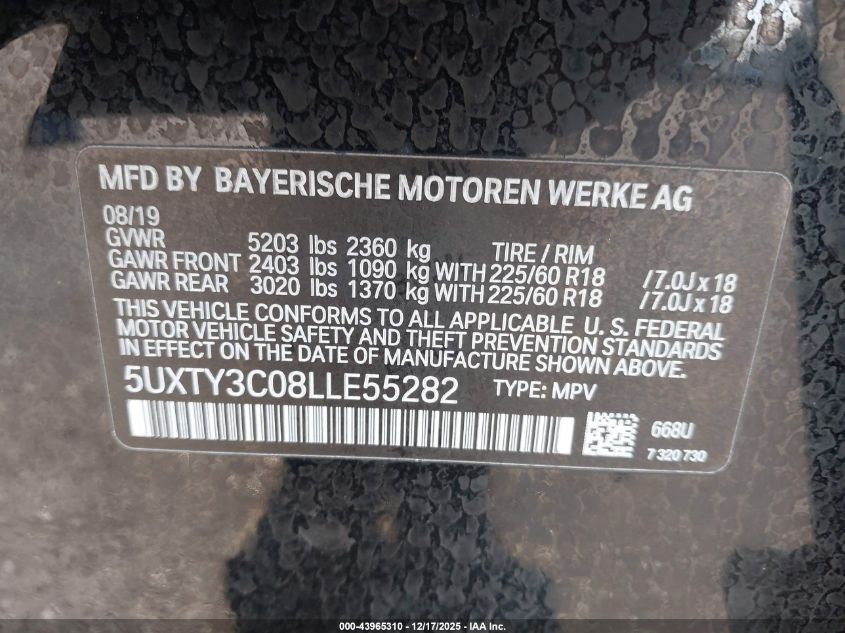 MFD BY BAYERISCHE MOTOREN WERKE AG
08/19
GVWR 5203 lbs 2360 kg TIRE / RIM
GAWR FRONT 2403 lbs 1090 kg WITH 225/60 R18 / 7.0J x 18
GAWR REAR 3020 lbs 1370 kg WITH 225/60 R18 / 7.0J x 18
THIS VEHICLE CONFORMS TO ALL APPLICABLE U. S. FEDERAL
MOTOR VEHICLE SAFETY AND THEFT PREVENTION STANDARDS
IN EFFECT ON THE DATE OF MANUFACTURE SHOWN ABOVE.
5UXTY3C08LLE55282 TYPE: MPV
668U
7 320 730
000-43965310 - 12/17/2025 - IAA Inc.